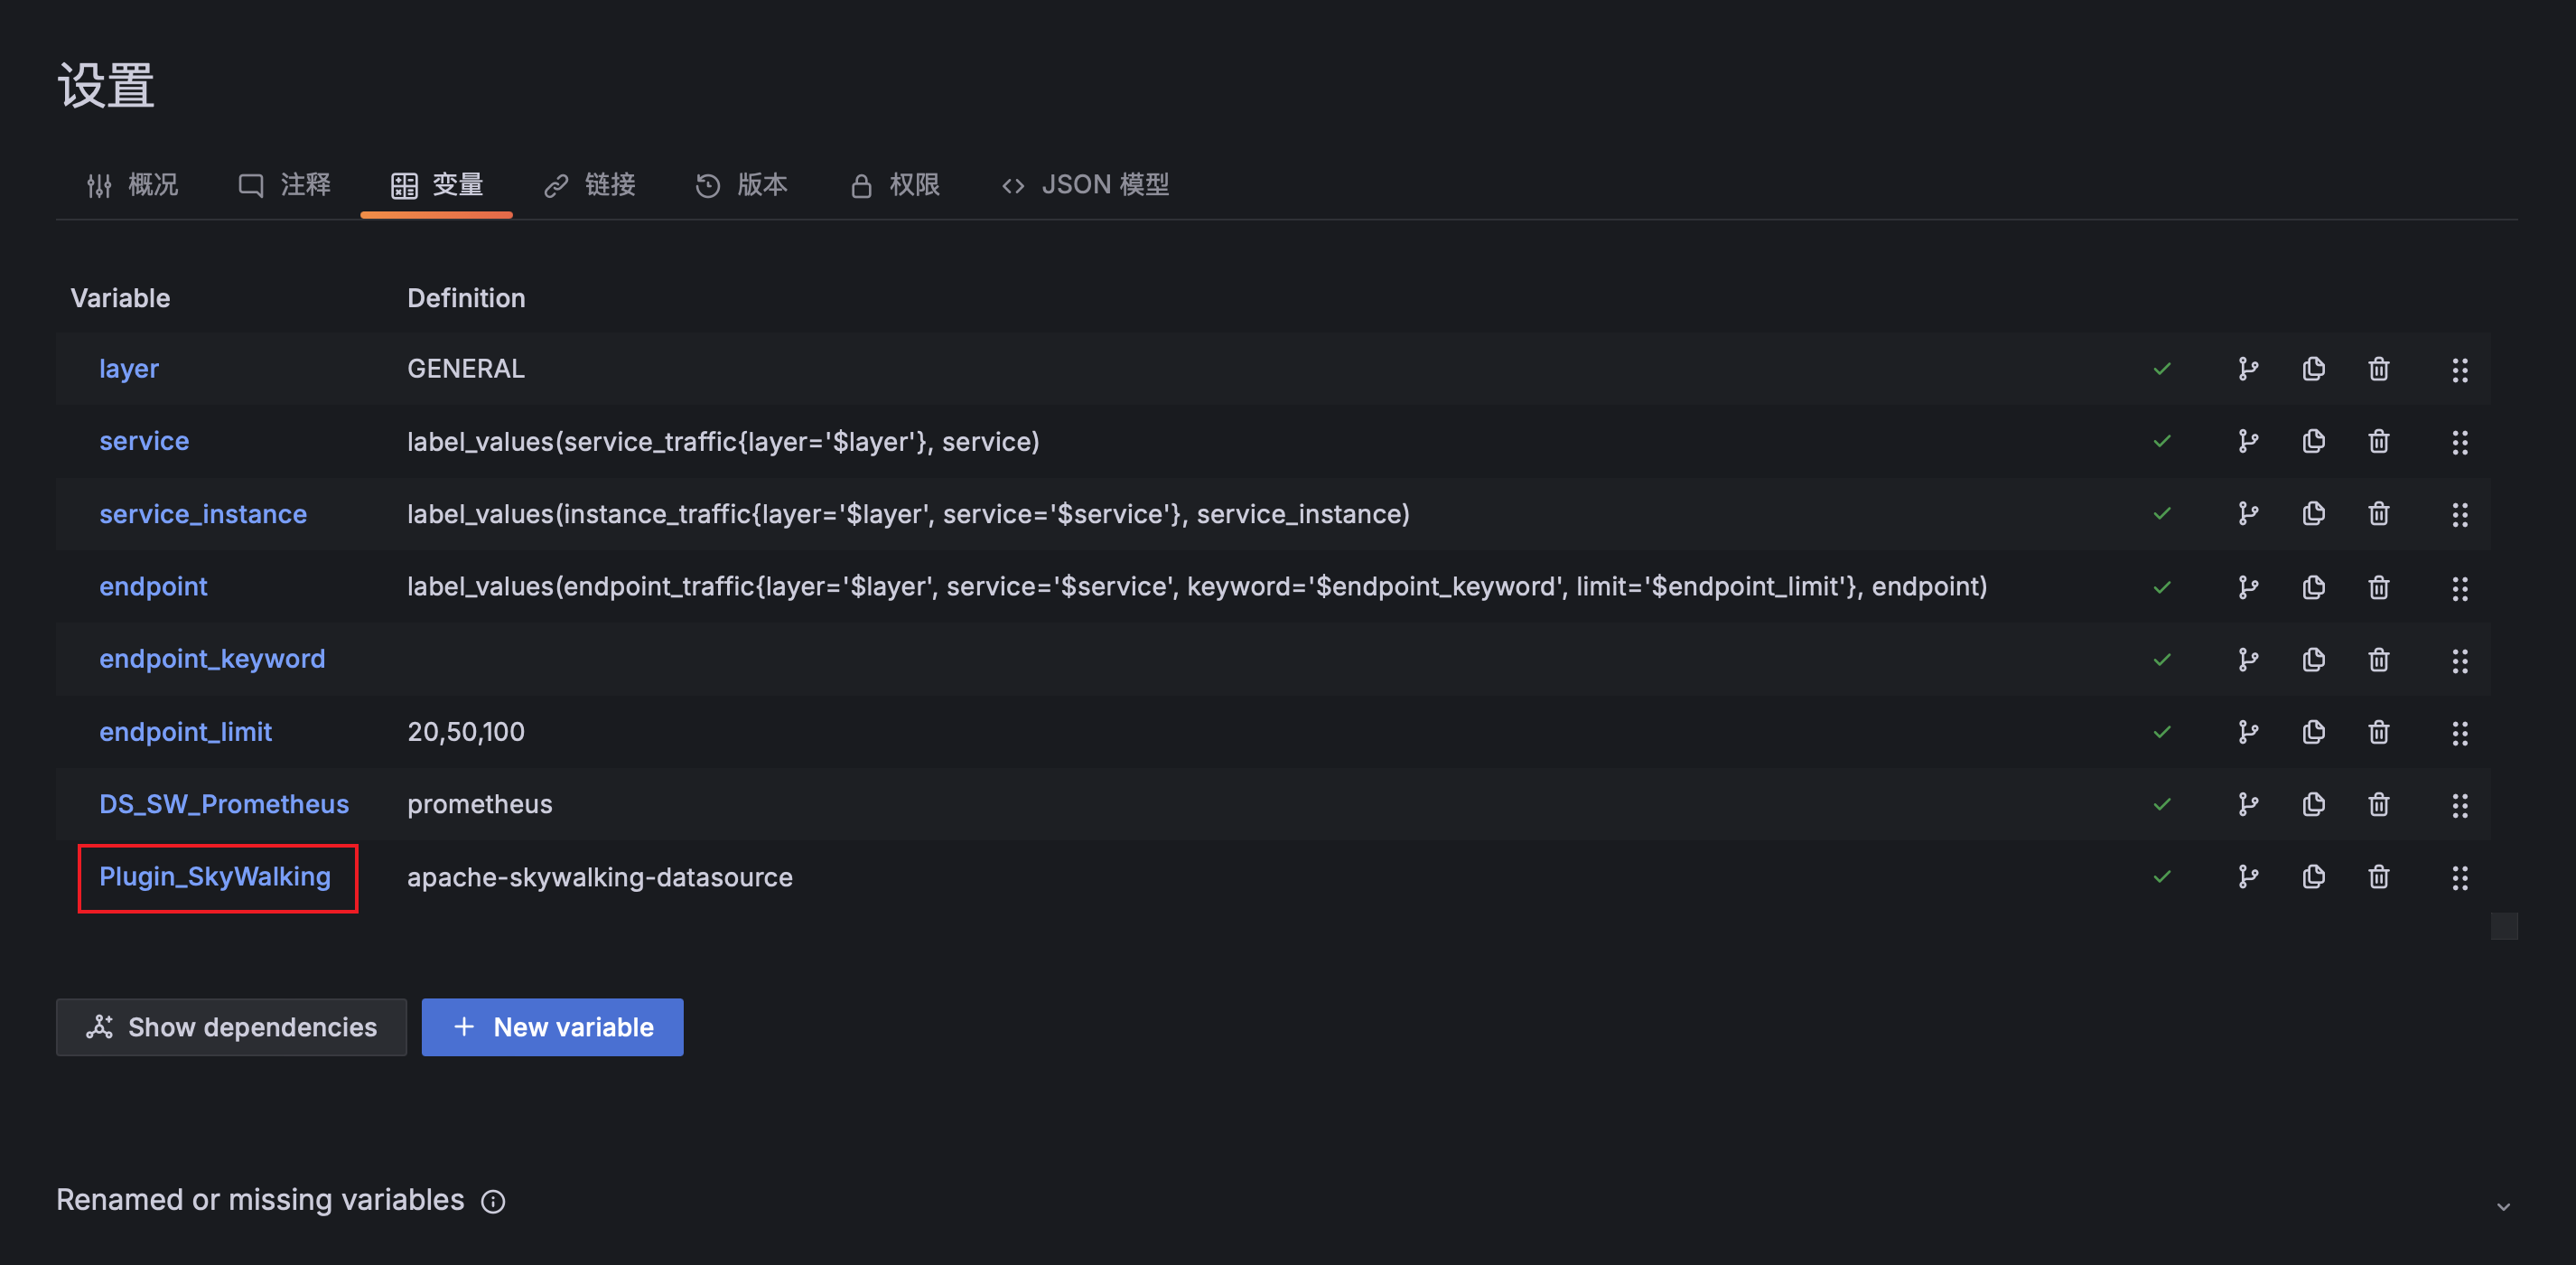 设置
概况 注释 变量 链接 版本 权限 JSON 模型
Variable Definition
layer GENERAL
service label_values(service_traffic{layer='$layer'}, service)
service_instance label_values(instance_traffic{layer='$layer', service='$service'}, service_instance)
endpoint label_values(endpoint_traffic{layer='$layer', service='$service', keyword='$endpoint_keyword', limit='$endpoint_limit'}, endpoint)
endpoint_keyword
endpoint_limit 20,50,100
DS_SW_Prometheus prometheus
Plugin_SkyWalking apache-skywalking-datasource
Show dependencies New variable
Renamed or missing variables